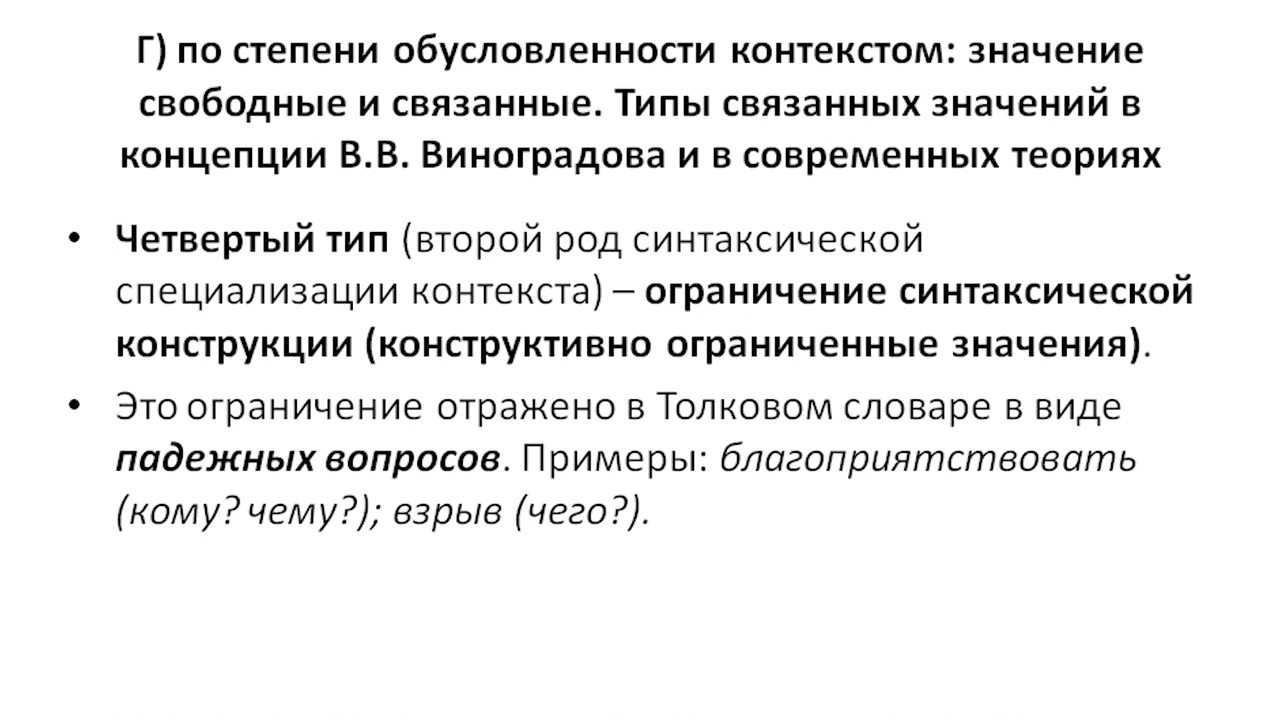 Г) по степени обусловленности контекстом: значение
свободные и связанные. Типы связанных значений в
концепции В.В. Виноградова и в современных теориях
• Четвертый тип (второй род синтаксической
специализации контекста) – ограничение синтаксической
конструкции (конструктивно ограниченные значения).
• Это ограничение отражено в Толковом словаре в виде
падежных вопросов. Примеры: благоприятствовать
(кому? чему?); взрыв (чего?).